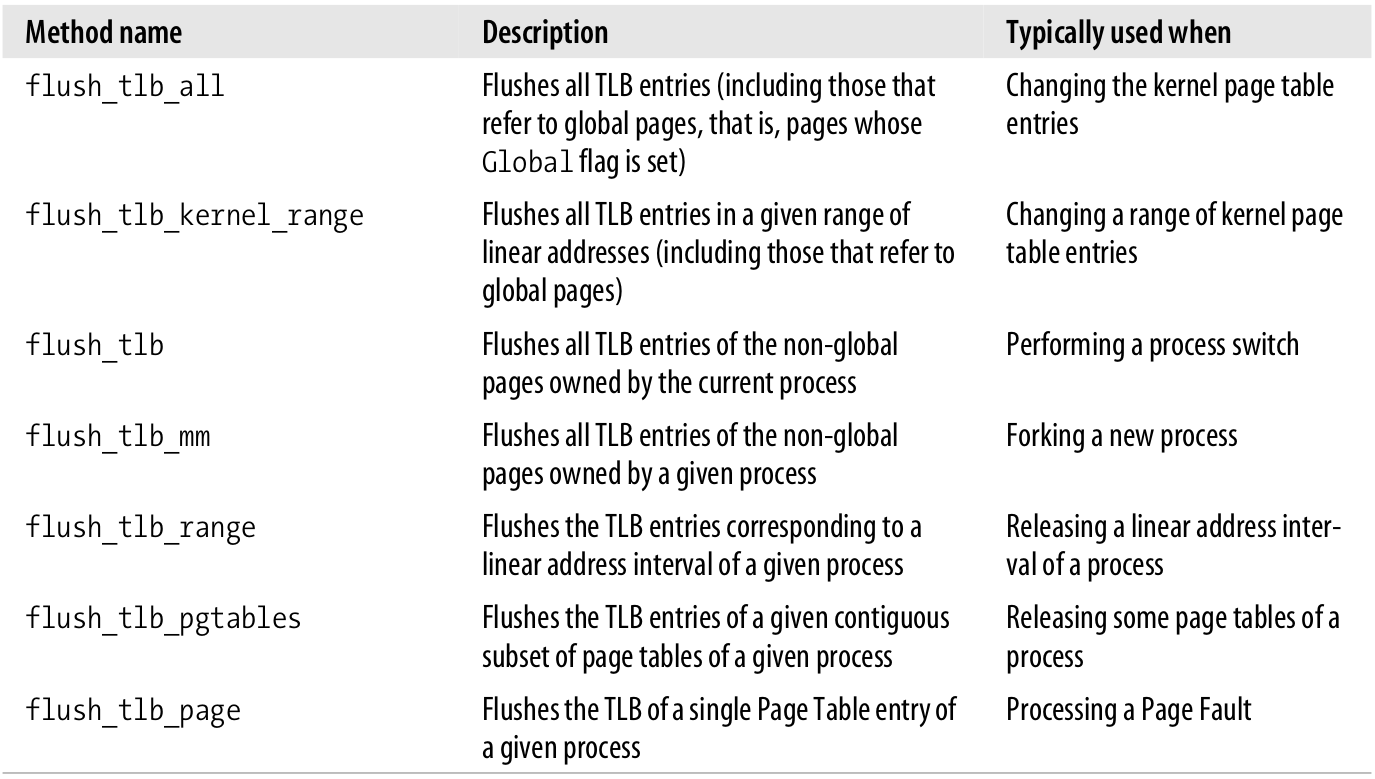 Method name Description Typically used when
flush_tlb_all Flushes all TLB entries (including those that Changing the kernel page table
refer to global pages, that is, pages whose entries
Global flag is set)
flush_tlb_kernel_range Flushes all TLB entries in a given range of Changing a range of kernel page
linear addresses (including those that refer to table entries
global pages)
flush_tlb Flushes all TLB entries of the non-global Performing a process switch
pages owned by the current process
flush_tlb_mm Flushes all TLB entries of the non-global Forking a new process
pages owned by a given process
flush_tlb_range Flushes the TLB entries corresponding to a Releasing a linear address inter-
linear address interval of a given process val of a process
flush_tlb_pgtables Flushes the TLB entries of a given contiguous Releasing some page tables of a
subset of page tables of a given process process
flush_tlb_page Flushes the TLB of a single Page Table entry of Processing a Page Fault
a given process